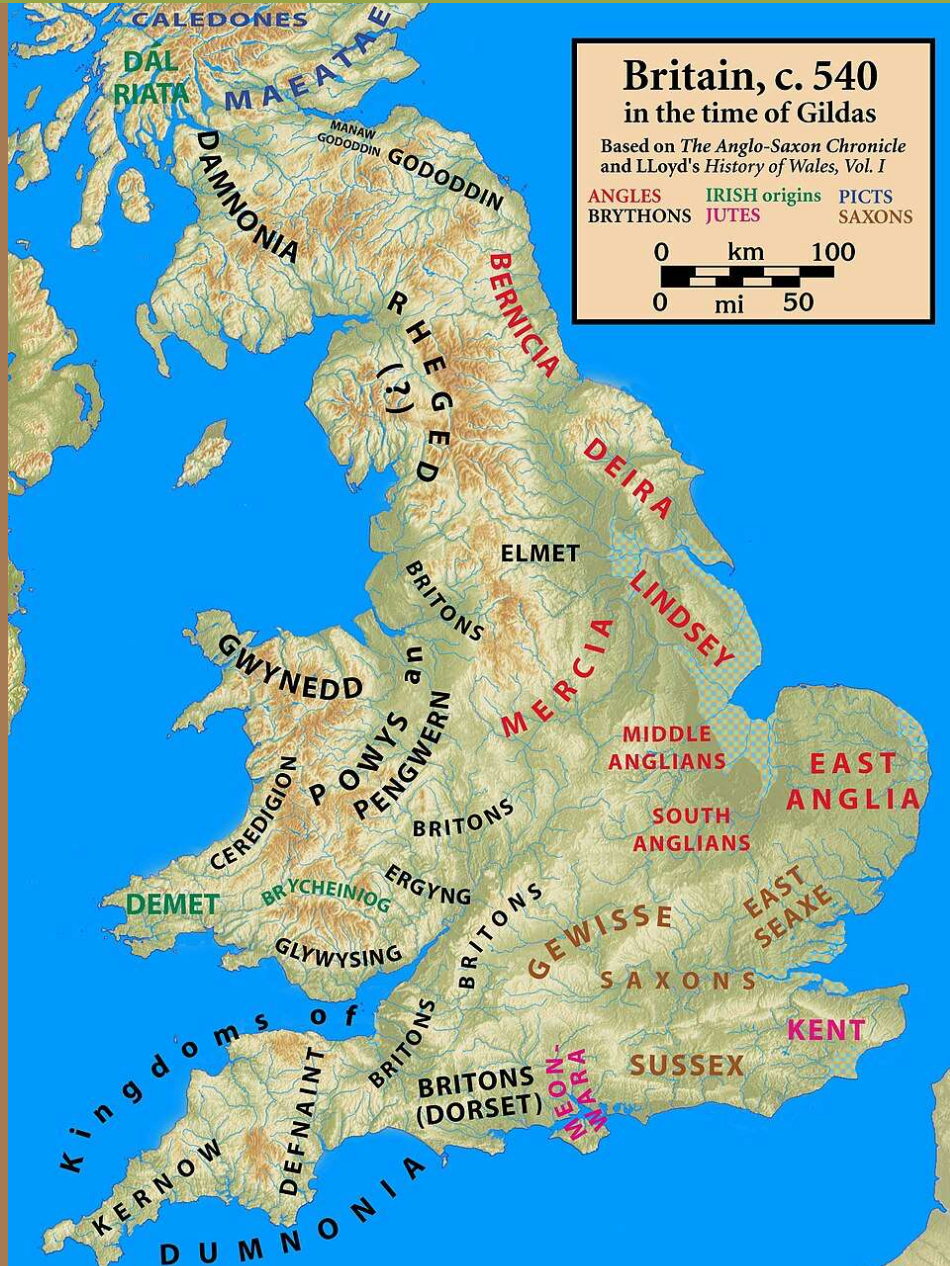 CALEDONES
DÁL
RIATA
MAEATAE
Britain, c. 540
in the time of Gildas
Based on The Anglo-Saxon Chronicle
and LLoyd's History of Wales, Vol. I
ANGLES IRISH origins PICTS
BRYTHONS JUTES SAXONS
0 km 100
0 mi 50
MANAW
GODODDIN
GODODDIN
DAMNONIA
BERNICIA
RHEGED
(?)
DEIRA
ELMET
BRITONS
LINDSEY
GWYNEDD
MERCIA
POWYS an
PENGWERN
MIDDLE
ANGLIANS
EAST
ANGLIA
CEREDIGION
BRITONS
SOUTH
ANGLIANS
DEMET
BRYCHEINIOG
ERGYNG
BRITONS
GEWISSE
EAST
SEAXE
GLYWYSING
SAXONS
Kingdoms of
BRITONS
KENT
BRITONS
(DORSET)
MEON-
WARA
SUSSEX
DEFNAINT
KERNOW
DUMNONIA